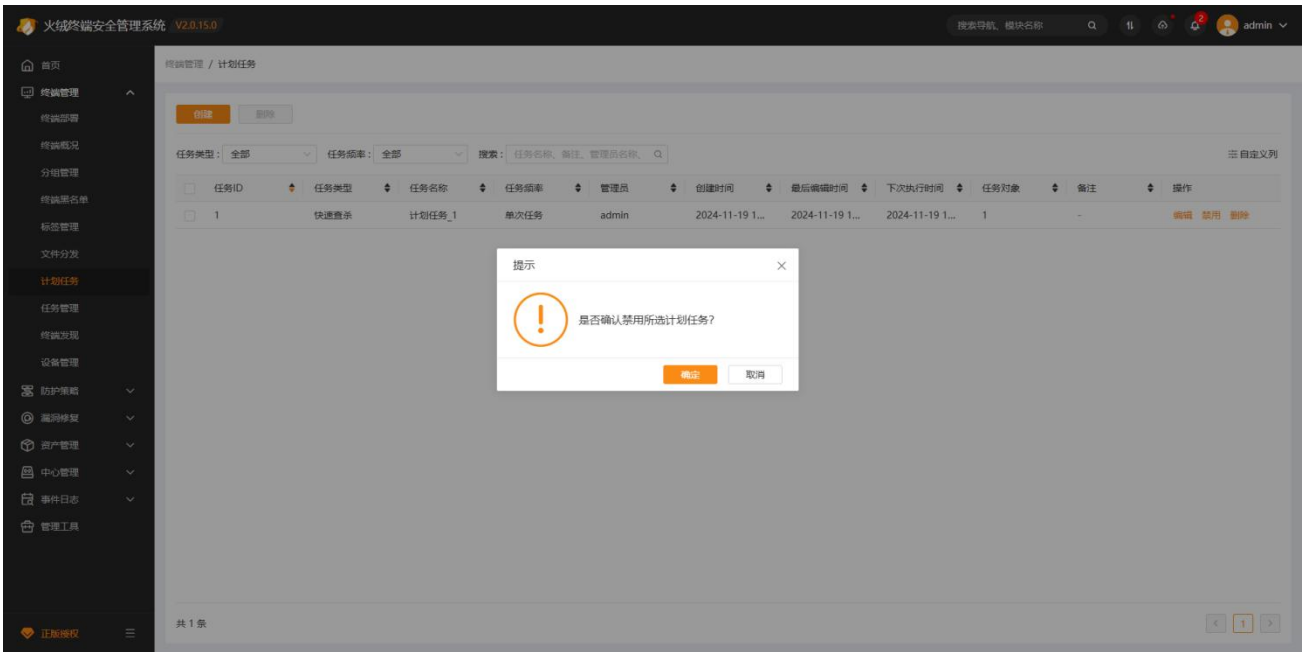 火绒终端安全管理系统 V2.0.15.0 搜索导航、模块名称 2 admin
首页
终端管理 / 计划任务
终端管理
终端部署
终端概况
分组管理
终端黑名单
标签管理
文件分发
计划任务
任务管理
终端发现
设备管理
防护策略
漏洞修复
资产管理
中心管理
事件日志
管理工具
正版授权
创建 删除
任务类型： 全部 任务频率： 全部 搜索： 任务名称、备注、管理员名称、 自定义列
任务ID 任务类型 任务名称 任务频率 管理员 创建时间 最后编辑时间 下次执行时间 任务对象 备注 操作
1 快速查杀 计划任务_1 单次任务 admin 2024-11-19 1... 2024-11-19 1... 2024-11-19 1... 1 - 编辑 禁用 删除
提示
是否确认禁用所选计划任务?
确定 取消
共 1 条 < 1 >